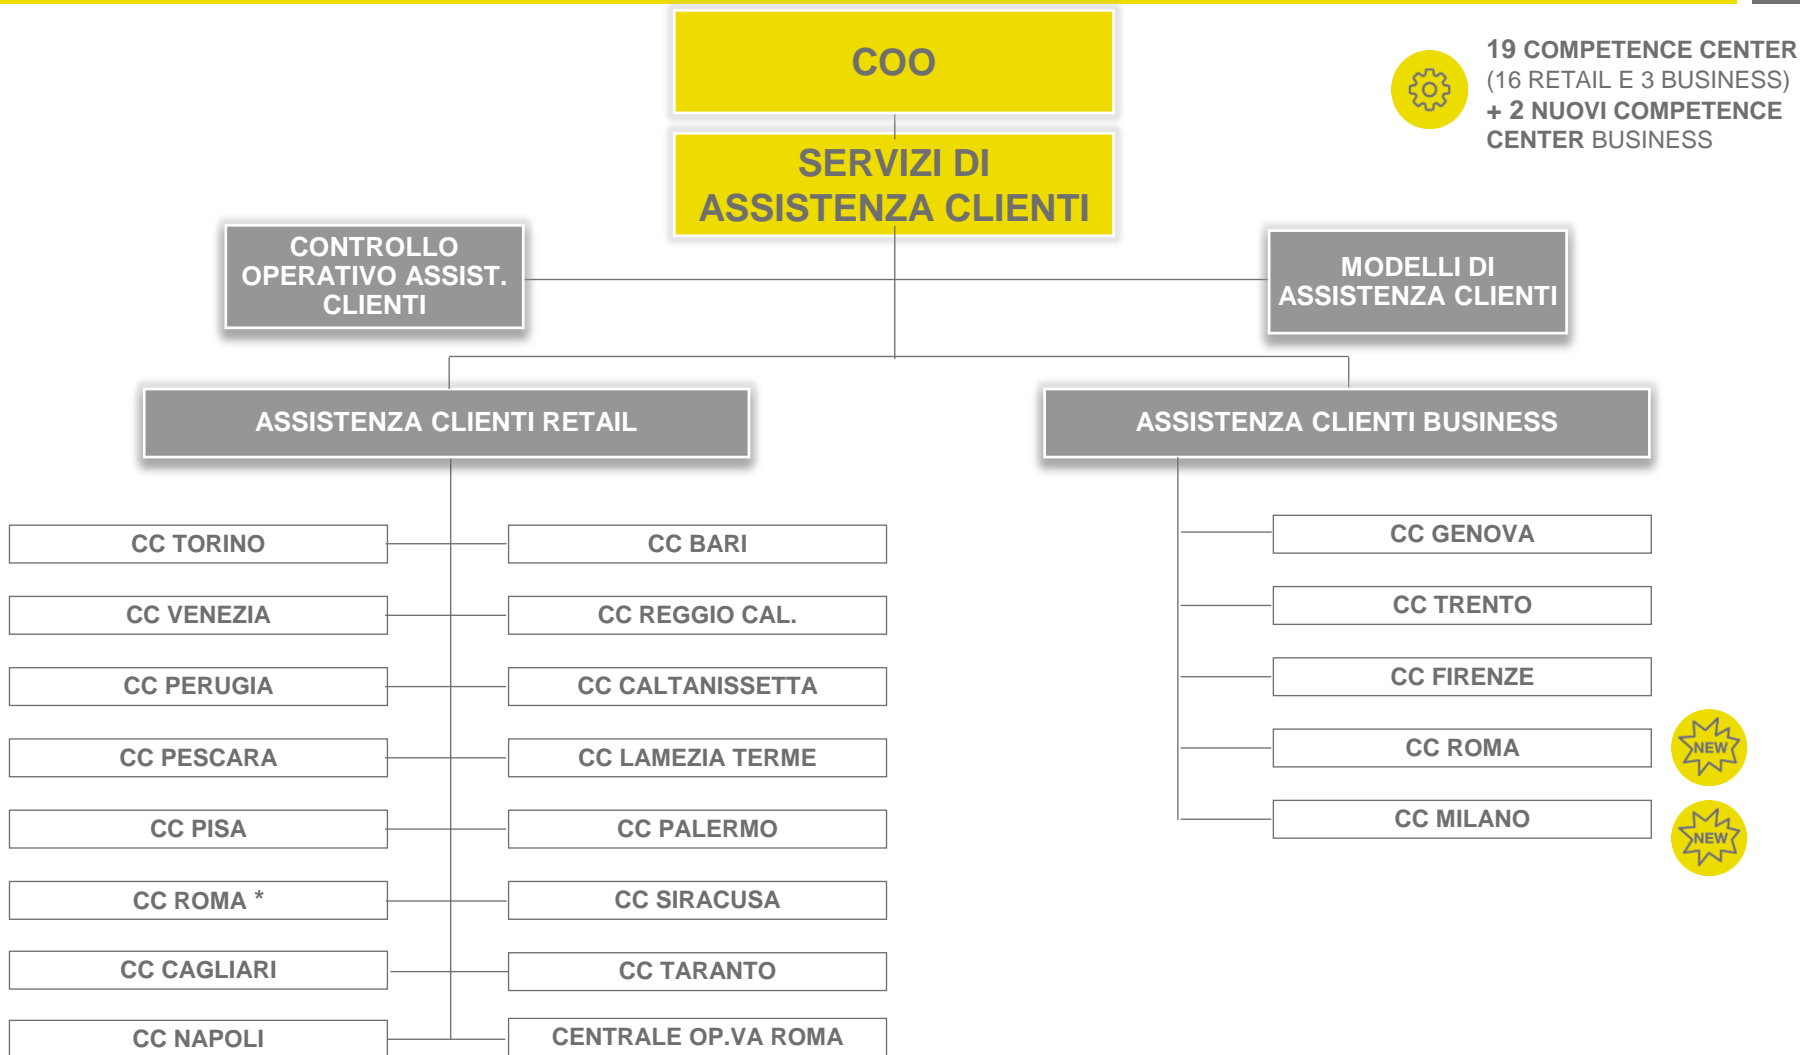 COO
19 COMPETENCE CENTER
(16 RETAIL E 3 BUSINESS)
+ 2 NUOVI COMPETENCE
CENTER BUSINESS
SERVIZI DI
ASSISTENZA CLIENTI
CONTROLLO
OPERATIVO ASSIST.
CLIENTI
MODELLI DI
ASSISTENZA CLIENTI
ASSISTENZA CLIENTI RETAIL
ASSISTENZA CLIENTI BUSINESS
CC TORINO
CC BARI
CC VENEZIA
CC REGGIO CAL.
CC PERUGIA
CC CALTANISSETTA
CC PESCARA
CC LAMEZIA TERME
CC PISA
CC PALERMO
CC ROMA *
CC SIRACUSA
CC CAGLIARI
CC TARANTO
CC NAPOLI
CENTRALE OP.VA ROMA
CC GENOVA
CC TRENTO
CC FIRENZE
CC ROMA
NEW
CC MILANO
NEW